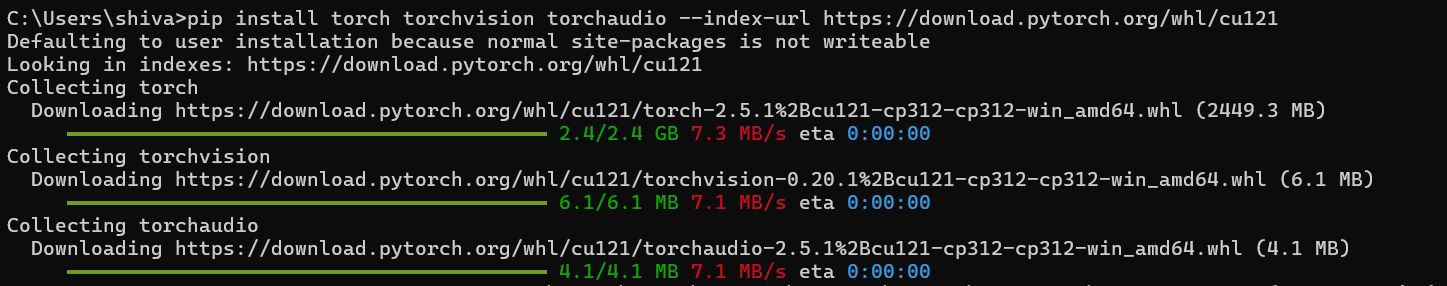 C:\Users\shiva>pip install torch torchvision torchaudio --index-url https://download.pytorch.org/whl/cu121
Defaulting to user installation because normal site-packages is not writeable
Looking in indexes: https://download.pytorch.org/whl/cu121
Collecting torch
  Downloading https://download.pytorch.org/whl/cu121/torch-2.5.1%2Bcu121-cp312-cp312-win_amd64.whl (2449.3 MB)
2.4/2.4 GB 7.3 MB/s eta 0:00:00
Collecting torchvision
  Downloading https://download.pytorch.org/whl/cu121/torchvision-0.20.1%2Bcu121-cp312-cp312-win_amd64.whl (6.1 MB)
6.1/6.1 MB 7.1 MB/s eta 0:00:00
Collecting torchaudio
  Downloading https://download.pytorch.org/whl/cu121/torchaudio-2.5.1%2Bcu121-cp312-cp312-win_amd64.whl (4.1 MB)
4.1/4.1 MB 7.1 MB/s eta 0:00:00